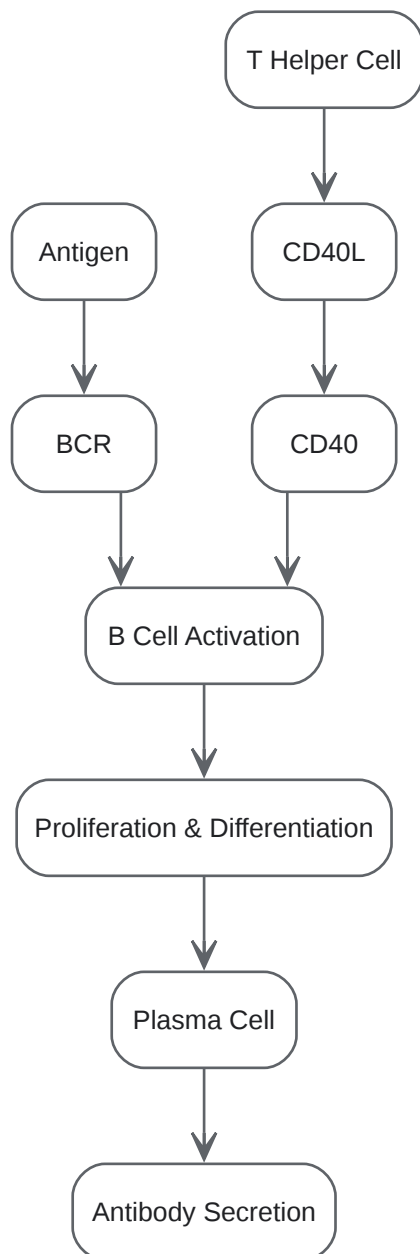 T Helper Cell
Antigen
CD40L
BCR
CD40
B Cell Activation
Proliferation & Differentiation
Plasma Cell
Antibody Secretion